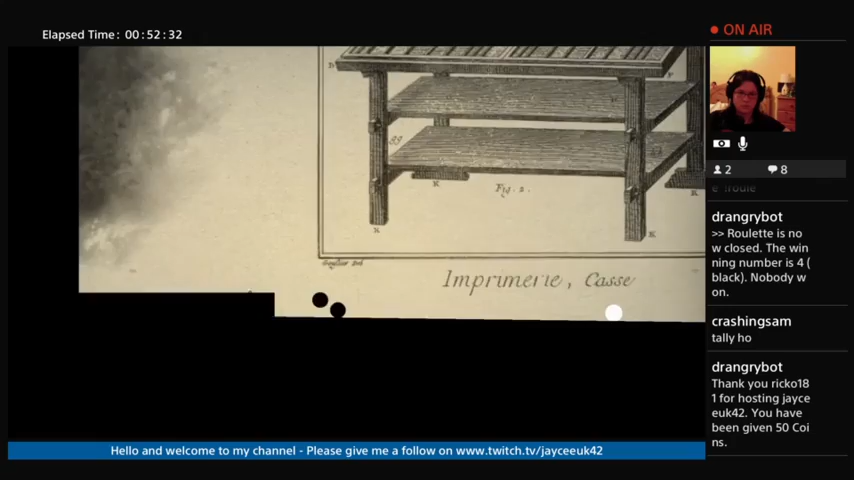 Elapsed Time: 00:52:32
ON AIR
2
8
drangrybot
>> Roulette is no
w closed. The win
ning number is 4 (
black). Nobody w
on.
crashingsam
tally ho
drangrybot
Thank you ricko18
1 for hosting jayce
euk42. You have
been given 50 Coi
ns.
89
K
Fig. 2.
K
K
K
Imprimerie, Casse
Hello and welcome to my channel - Please give me a follow on www.twitch.tv/jayceeuk42